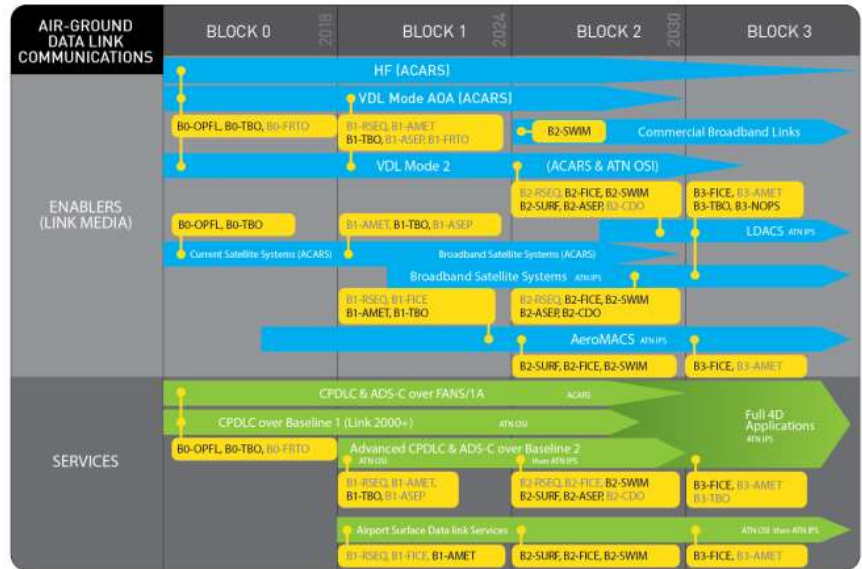 AIR-GROUND
DATA LINK
COMMUNICATIONS
BLOCK 0
2018
BLOCK 1
2024
BLOCK 2
2030
BLOCK 3
ENABLERS
(LINK MEDIA)
HF (ACARS)
VDL Mode AOA (ACARS)
B0-OPFL, B0-TBO, B0-FRTO
B1-RSEQ, B1-AMET
B1-TBO, B1-ASEP, B1-FRTO
B2-SWIM
Commercial Broadband Links
VDL Mode 2
(ACARS & ATN OSI)
B2-RSEQ, B2-FICE, B2-SWIM
B2-SURF, B2-ASEP, B2-CDO
B3-FICE, B3-AMET
B3-TBO, B3-NOPS
B0-OPFL, B0-TBO
B1-AMET, B1-TBO, B1-ASEP
LDACS ATN IPS
Current Satellite Systems (ACARS)
Broadband Satellite Systems (ACARS)
Broadband Satellite Systems ATN IPS
B1-RSEQ, B1-FICE
B1-AMET, B1-TBO
B2-RSEQ, B2-FICE, B2-SWIM
B2-ASEP, B2-CDO
AeroMACS ATN IPS
B2-SURF, B2-FICE, B2-SWIM
B3-FICE, B3-AMET
SERVICES
CPDLC & ADS-C over FANS/1A ACARS
CPDLC over Baseline 1 (Link 2000+) ATN OSI
Full 4D
Applications
ATN IPS
B0-OPFL, B0-TBO, B0-FRTO
Advanced CPDLC & ADS-C over Baseline 2
ATN OSI then ATN IPS
B1-RSEQ, B1-AMET,
B1-TBO, B1-ASEP
B2-RSEQ, B2-FICE, B2-SWIM
B2-SURF, B2-ASEP, B2-CDO
B3-FICE, B3-AMET
B3-TBO
Airport Surface Data link Services
ATN OSI then ATN IPS
B1-RSEQ, B1-FICE, B1-AMET
B2-SURF, B2-FICE, B2-SWIM
B3-FICE, B3-AMET